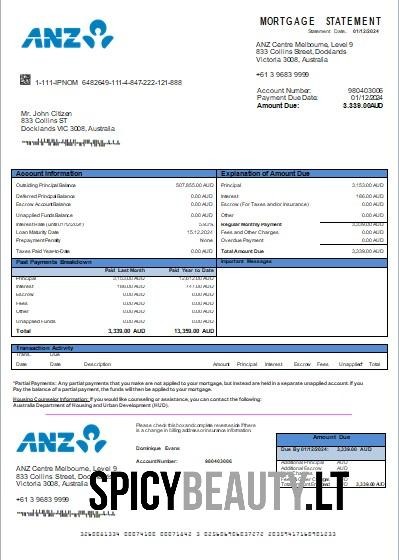 ANZ
MORTGAGE STATEMENT
Statement Date: 01/12/2024
ANZ Centre Melbourne, Level 9
833 Collins Street, Docklands
Victoria 3008, Australia
+61 3 9683 9999
1-111-IPNOM 6482649-111-4-847-222-121-888
Account Number: 980403006
Payment Due Date: 01/12/2024
Amount Due: 3.339.00AUD
Mr. John Citizen
833 Collins ST
Docklands VIC 3008, Australia
Account Information
Outsiding Principal Balance 507,855.00 AUD
Deferred Principal Balance 0.00 AUD
Escrow Account Balance 0.00 AUD
Unapplied Funds Balance 0.00 AUD
Interest Rate
Loan Maturity Date 15.12.2024
Prepayment Penalty None
Taxes Paid Year-to-Date 0.00 AUD
Explanation of Amount Due
Principal 3,153.00 AUD
Interest 186.00 AUD
Escrow (For Taxes and/or Insurance) 0.00 AUD
Other 0.00 AUD
Regular Monthly Payment 3,339.00 AUD
Fees and Other Charges 0.00 AUD
Overdue Payment 0.00 AUD
Total Amount Due 3,339.00 AUD
Past Payments Breakdown
Paid Last Month Paid Year to Date
Principal 3,153.00 AUD 12,612.00 AUD
Interest 186.00 AUD 747.00 AUD
Escrow 0.00 AUD 0.00 AUD
Fees 0.00 AUD 0.00 AUD
Other 0.00 AUD 0.00 AUD
Unapplied Funds 0.00 AUD 0.00 AUD
Total 3,339.00 AUD 13,359.00 AUD
Important Messages
Transaction Activity
Trans. Due
Date Date Description Amount Principal Interest Escrow Fees Unapplied Total
*Partial Payments: Any partial payments that you make are not applied to your mortgage, but instead are held in a separate unapplied account. If you
Pay the balance of a partial payment, the funds will then be applied to your mortgage.
Housing Counselor Information: If you would like counseling or assistance, you can contact the following:
Australia Department of Housing and Urban Development (HUD).
ANZ
Please check this box and complete reverse side if there
is a change in billing address or insurance information
Dominique Evans
Account Number: 980403006
ANZ Centre Melbourne, Level 9
833 Collins Street, Docklands
Victoria 3008, Australia
+61 3 9683 9999
Amount Due
Due By 01/12/2024: 3,339.00 AUD
Additional Principal
Additional Escrow
3,339.00 AUD
SPICYBEAUTY.LT